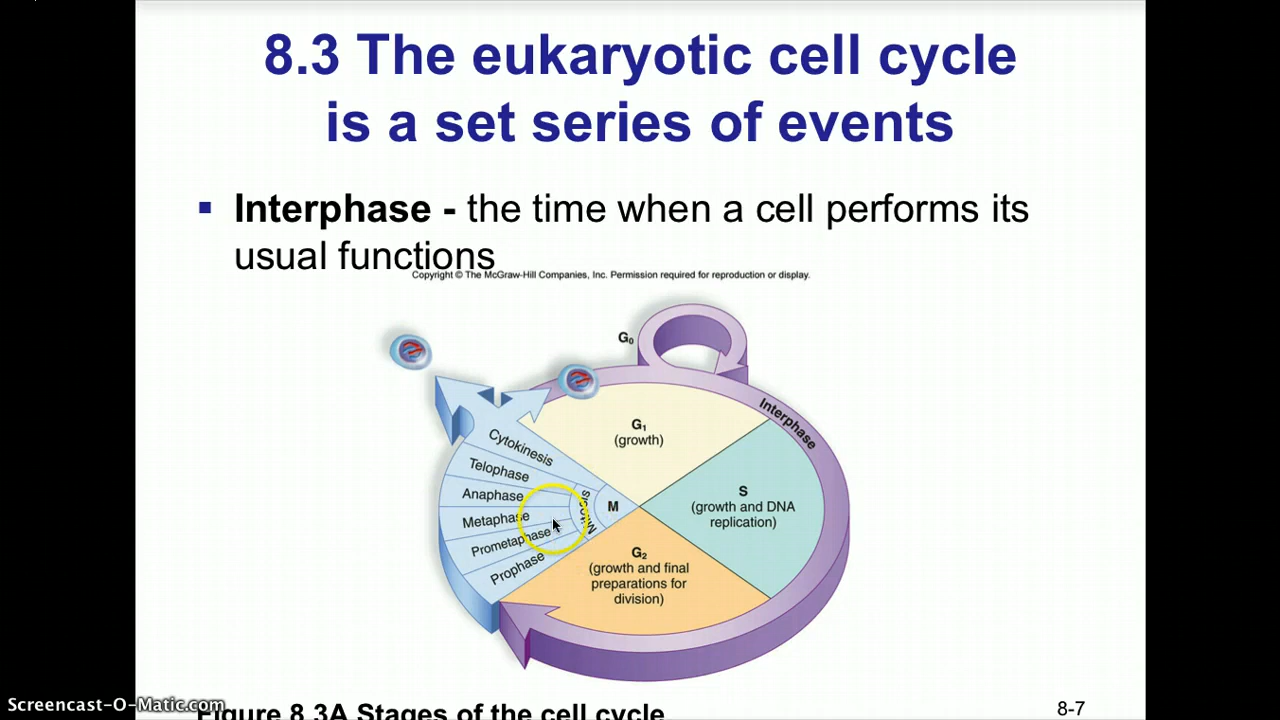 8.3 The eukaryotic cell cycle
is a set series of events
▪ Interphase - the time when a cell performs its
usual functions
Copyright © The McGraw-Hill Companies, Inc. Permission required for reproduction or display.
G₀
Interphase
G₁
(growth)
S
(growth and DNA
replication)
G₂
(growth and final
preparations for
division)
M
Mitosis
Cytokinesis
Telophase
Anaphase
Metaphase
Prometaphase
Prophase
Figure 8.3A Stages of the cell cycle
8-7
Screencast-O-Matic.com